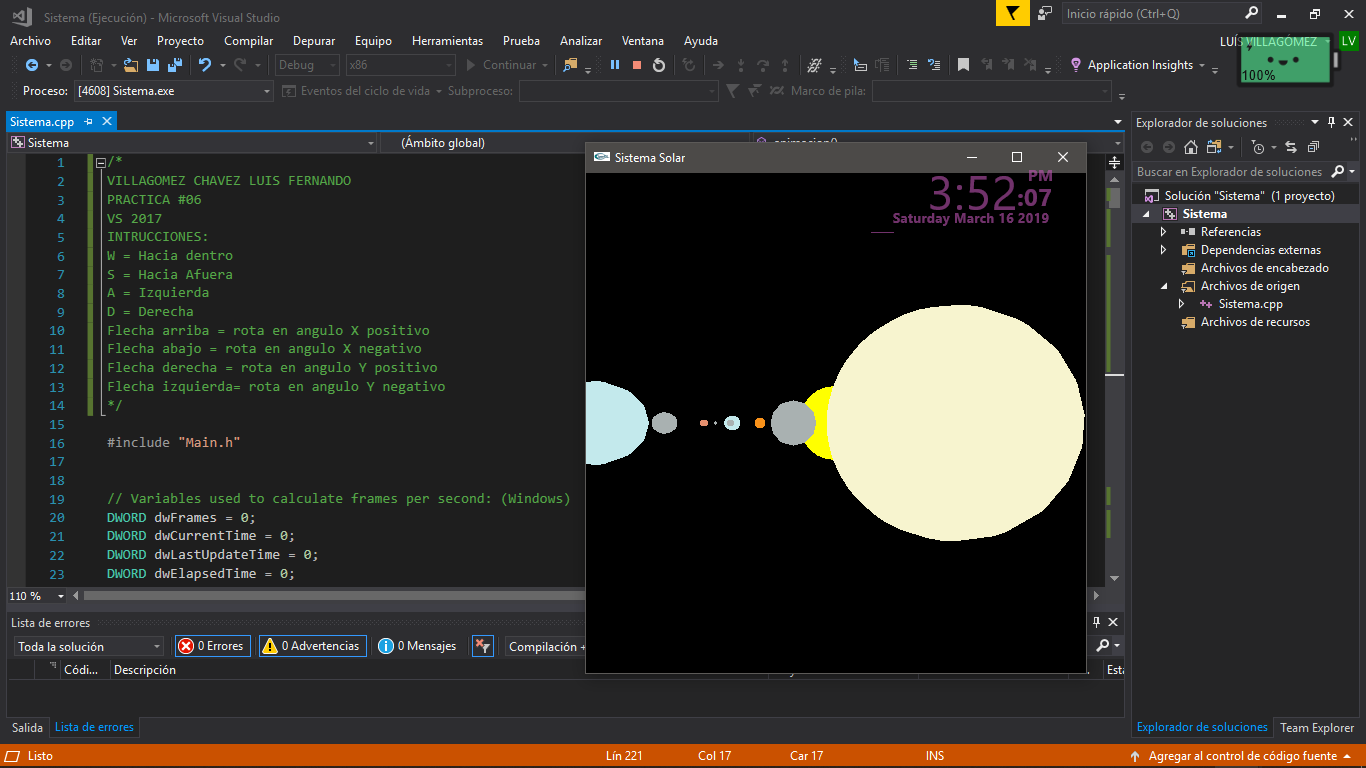 Sistema (Ejecución) - Microsoft Visual Studio
Inicio rápido (Ctrl+Q)
Archivo Editar Ver Proyecto Compilar Depurar Equipo Herramientas Prueba Analizar Ventana Ayuda
LUÍS VILLAGÓMEZ LV
100%
Debug x86 Continuar Application Insights
Proceso: [4608] Sistema.exe Eventos del ciclo de vida Subproceso: Marco de pila:
Sistema.cpp
Sistema (Ámbito global) animacion()
1 /*
2 VILLAGOMEZ CHAVEZ LUIS FERNANDO
3 PRACTICA #06
4 VS 2017
5 INTRUCCIONES:
6 W = Hacia dentro
7 S = Hacia Afuera
8 A = Izquierda
9 D = Derecha
10 Flecha arriba = rota en angulo X positivo
11 Flecha abajo = rota en angulo X negativo
12 Flecha derecha = rota en angulo Y positivo
13 Flecha izquierda= rota en angulo Y negativo
14 */
15
16 #include "Main.h"
17
18
19 // Variables used to calculate frames per second: (Windows)
20 DWORD dwFrames = 0;
21 DWORD dwCurrentTime = 0;
22 DWORD dwLastUpdateTime = 0;
23 DWORD dwElapsedTime = 0;
110 %
Sistema Solar
3:52:07 PM
Saturday March 16 2019
Explorador de soluciones
Buscar en Explorador de soluciones
Solución "Sistema" (1 proyecto)
Sistema
Referencias
Dependencias externas
Archivos de encabezado
Archivos de origen
Sistema.cpp
Archivos de recursos
Lista de errores
Toda la solución 0 Errores 0 Advertencias 0 Mensajes Compilación +
Códi... Descripción Esta
Salida Lista de errores
Explorador de soluciones Team Explorer
Listo Lín 221 Col 17 Car 17 INS Agregar al control de código fuente